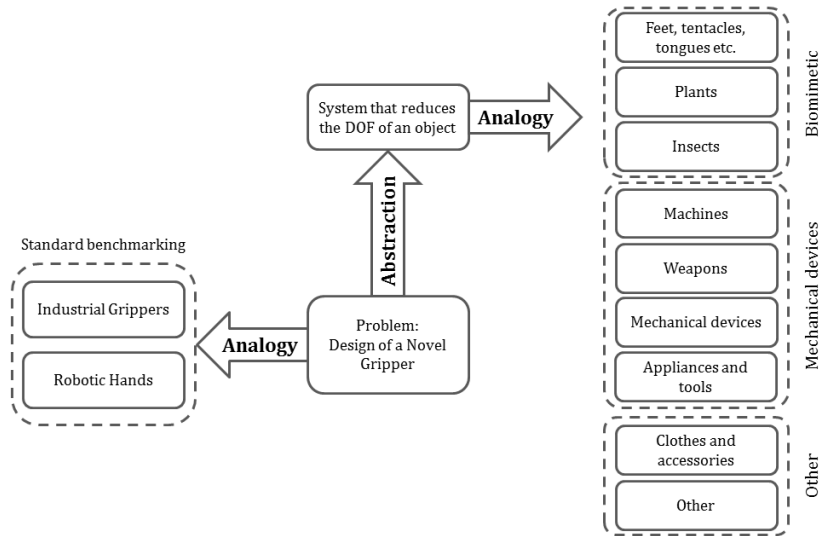 Standard benchmarking
Industrial Grippers
Robotic Hands
Analogy
Problem:
Design of a Novel
Gripper
Abstraction
System that reduces
the DOF of an object
Analogy
Feet, tentacles,
tongues etc.
Plants
Insects
Biomimetic
Machines
Weapons
Mechanical devices
Appliances and
tools
Mechanical devices
Clothes and
accessories
Other
Other